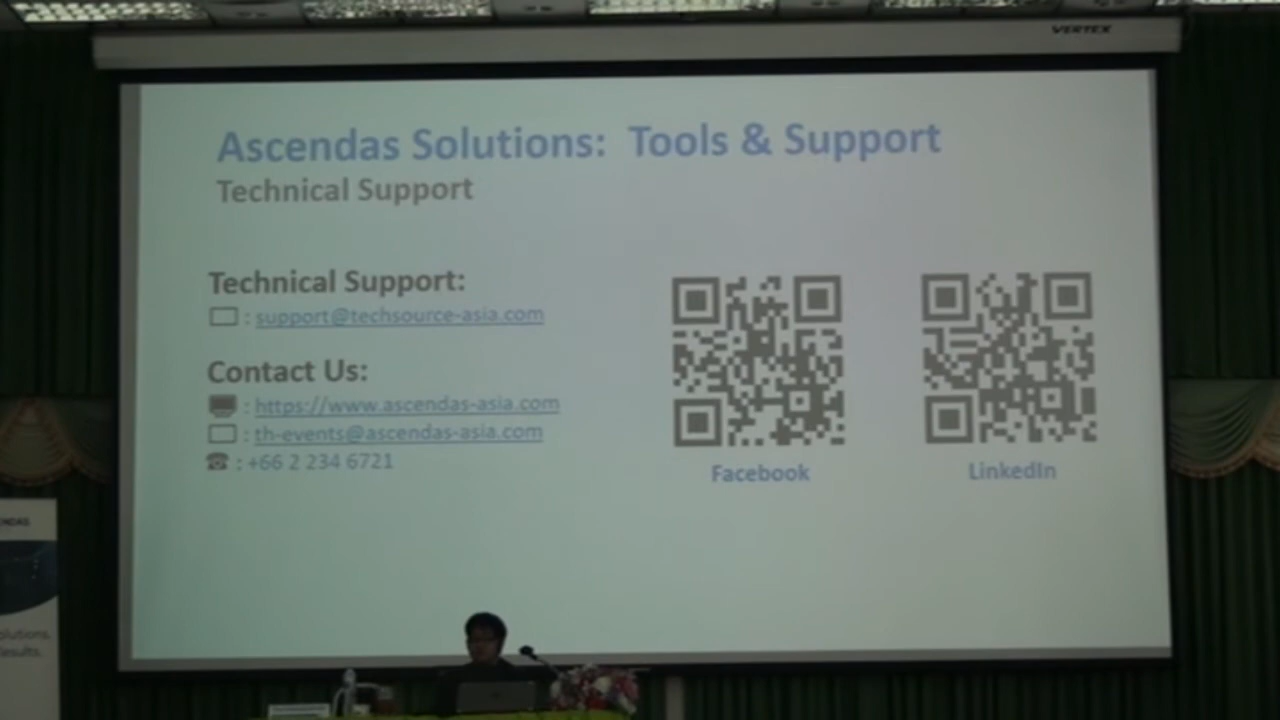 VERTEX
Ascendas Solutions: Tools & Support
Technical Support
Technical Support:
: support@techsource-asia.com
Contact Us:
: https://www.ascendas-asia.com
: th-events@ascendas-asia.com
: +66 2 234 6721
Facebook
LinkedIn